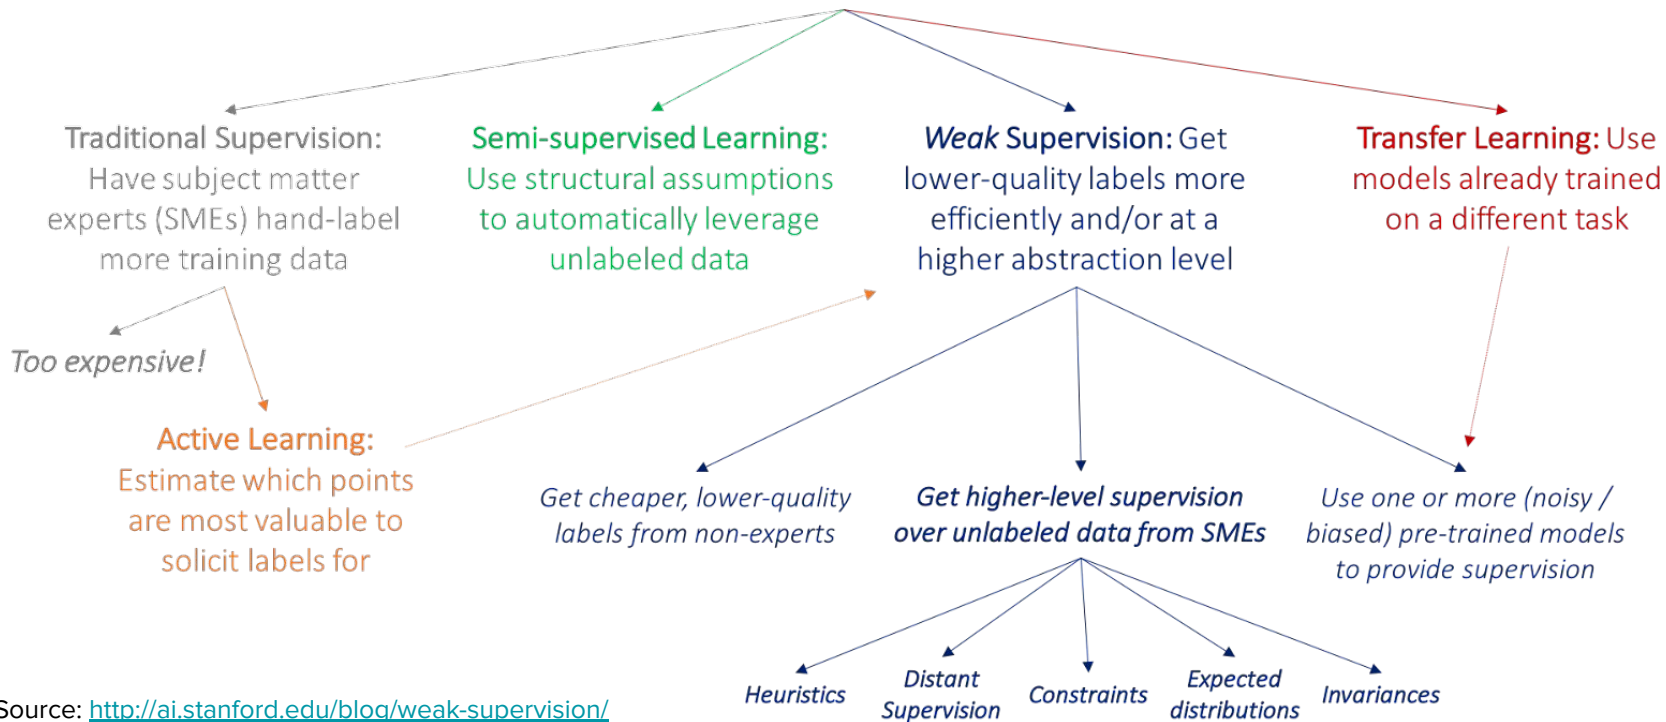 Traditional Supervision:
Have subject matter
experts (SMEs) hand-label
more training data
Semi-supervised Learning:
Use structural assumptions
to automatically leverage
unlabeled data
Weak Supervision: Get
lower-quality labels more
efficiently and/or at a
higher abstraction level
Transfer Learning: Use
models already trained
on a different task
Too expensive!
Active Learning:
Estimate which points
are most valuable to
solicit labels for
Get cheaper, lower-quality
labels from non-experts
Get higher-level supervision
over unlabeled data from SMEs
Use one or more (noisy /
biased) pre-trained models
to provide supervision
Heuristics
Distant
Supervision
Constraints
Expected
distributions
Invariances
Source: http://ai.stanford.edu/blog/weak-supervision/